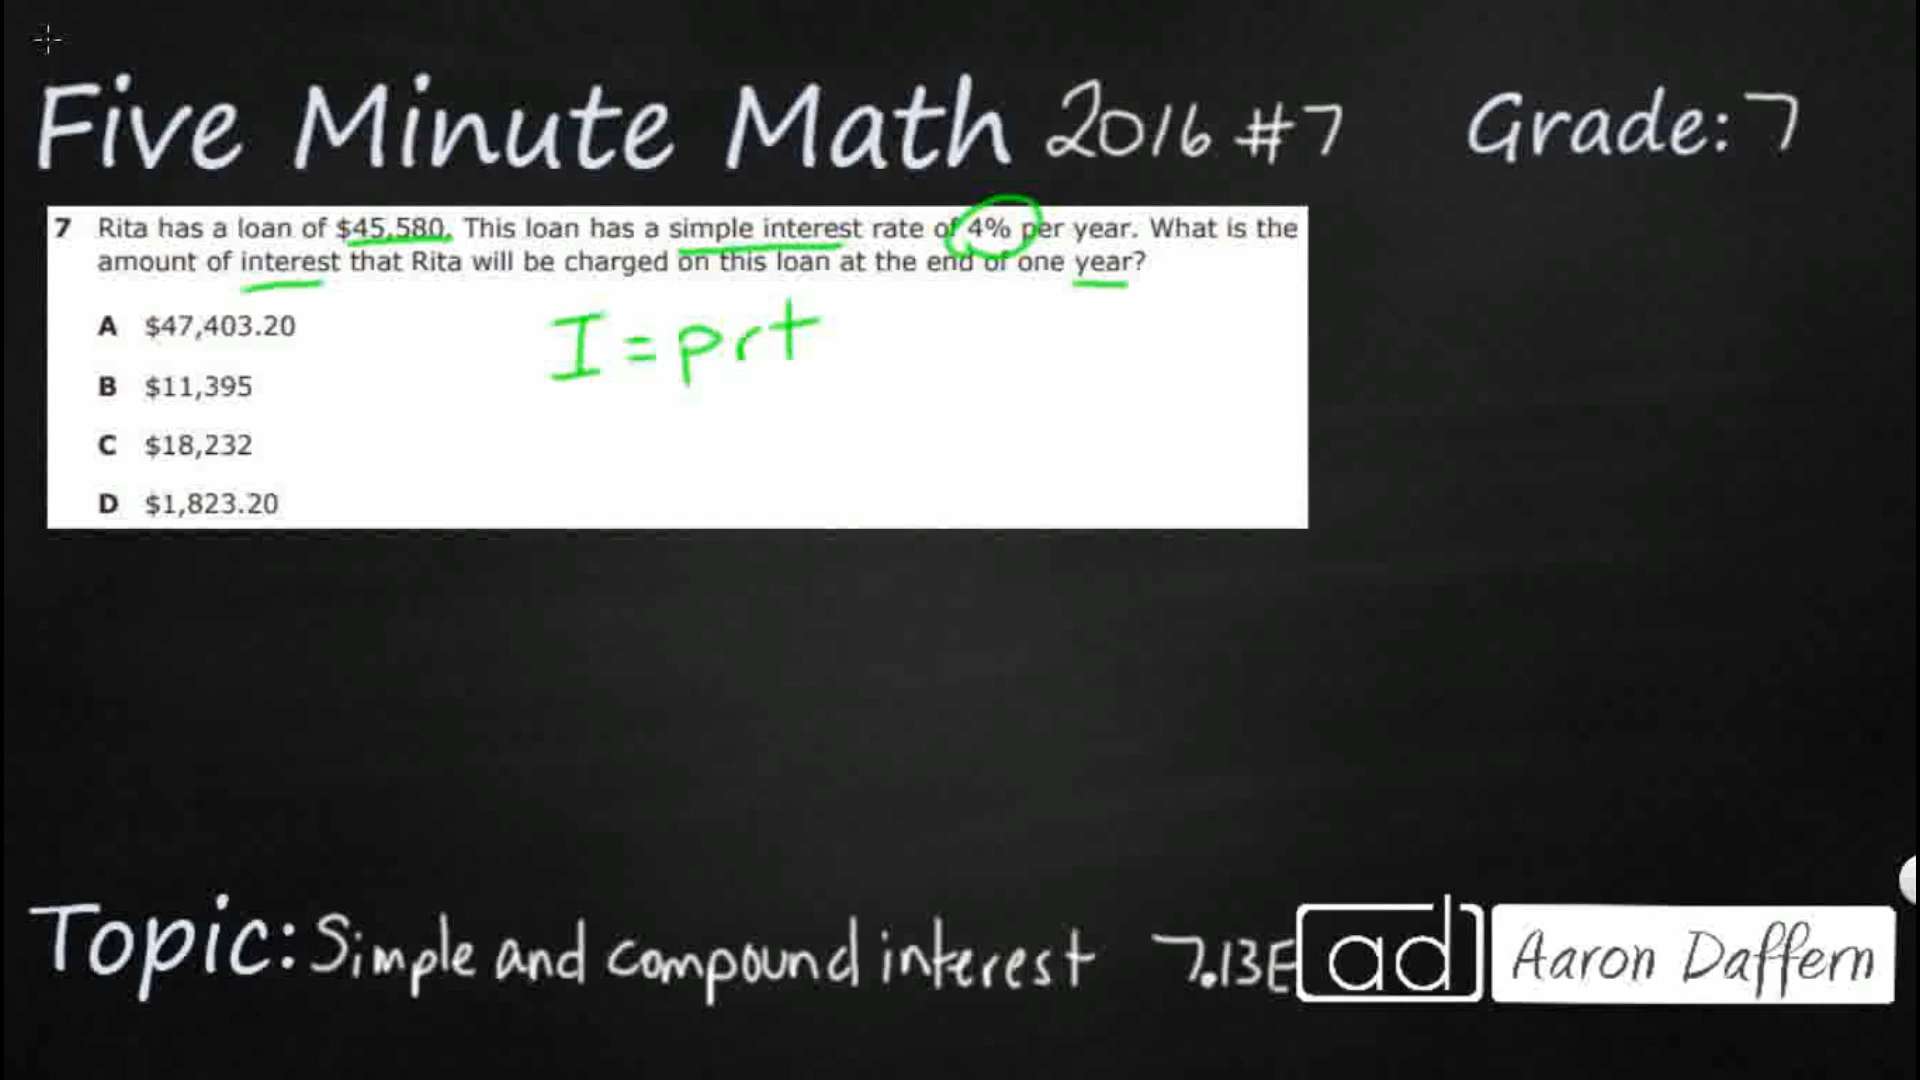 Five Minute Math 2016 #7 Grade: 7
7 Rita has a loan of $45,580. This loan has a simple interest rate of 4% per year. What is the
amount of interest that Rita will be charged on this loan at the end of one year?
A $47,403.20
I = prt
B $11,395
C $18,232
D $1,823.20
Topic: Simple and compound interest 7.13E ad Aaron Daffern